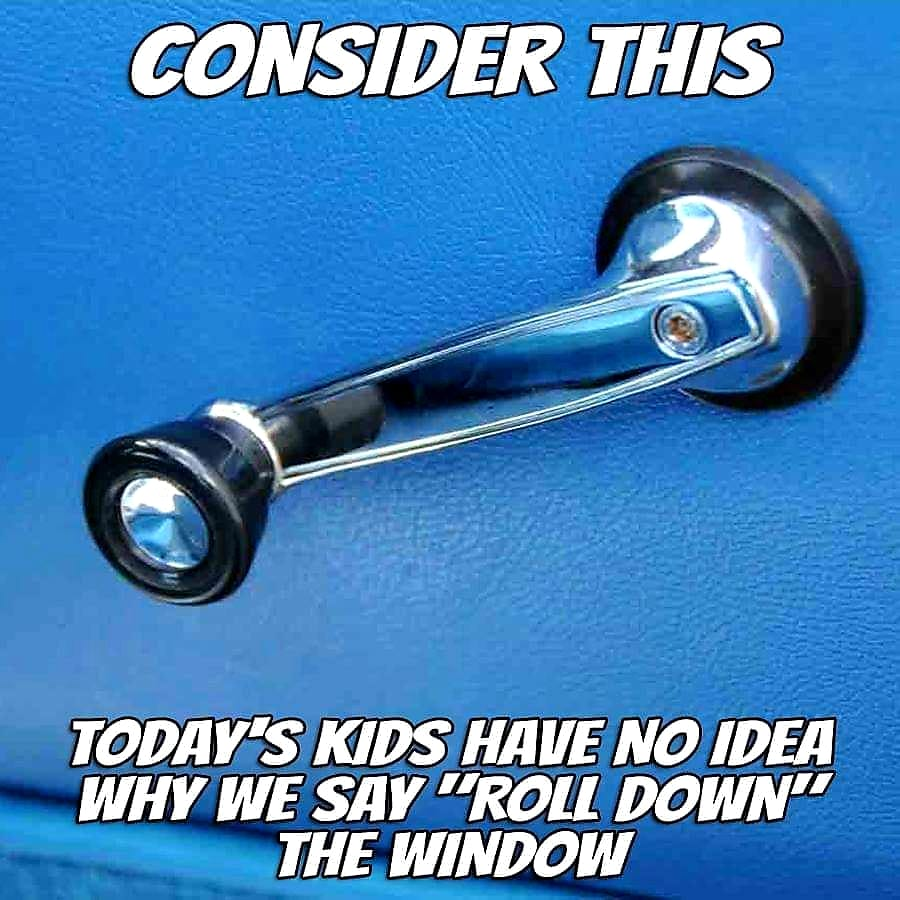 CONSIDER THIS
TODAY'S KIDS HAVE NO IDEA
WHY WE SAY "ROLL DOWN"
THE WINDOW